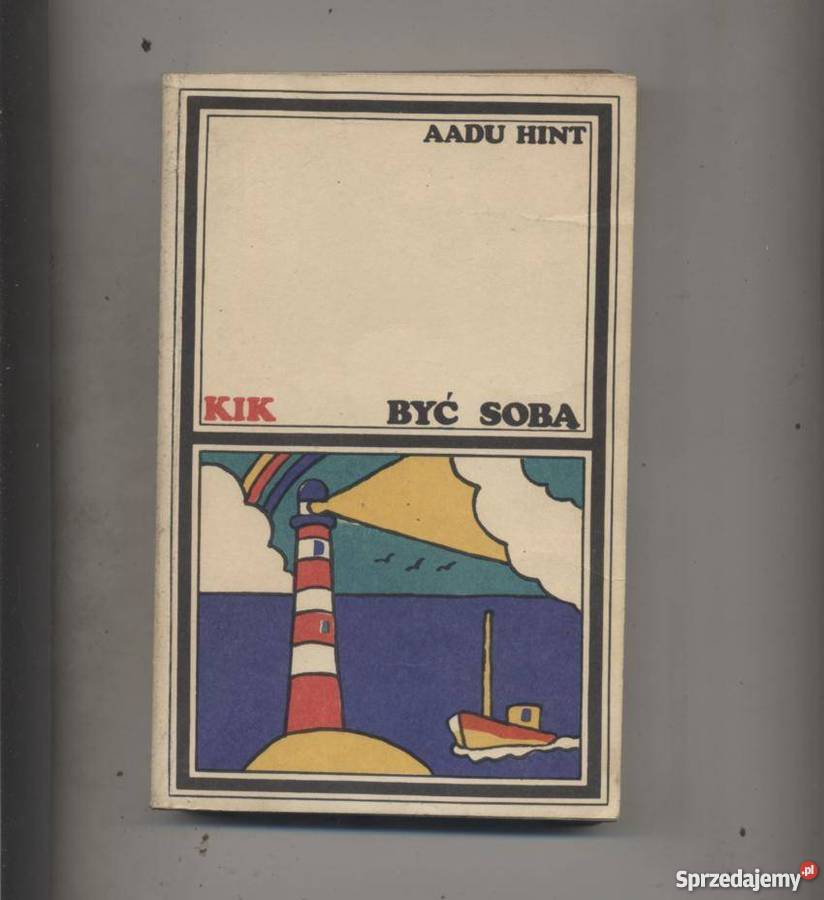 AADU HINT
KIK BYĆ SOBĄ
Sprzedajemy.pl